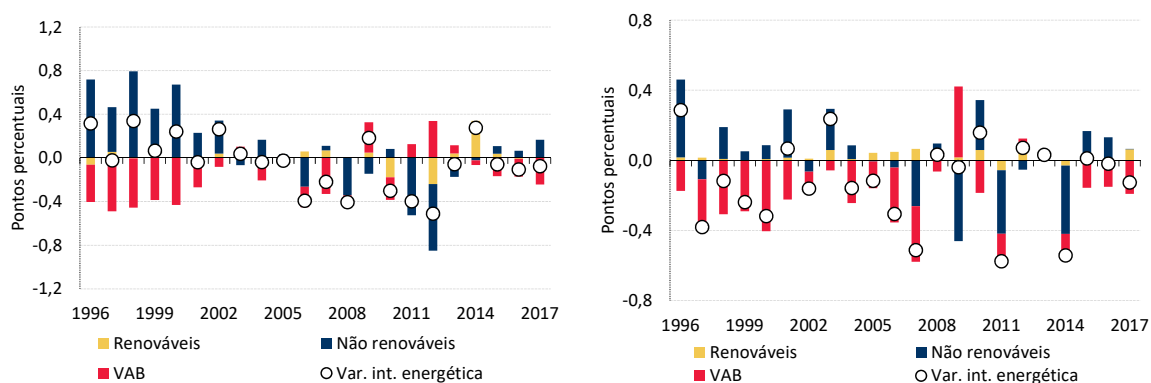 Pontos percentuais
1,2
0,8
0,4
0,0
-0,4
-0,8
-1,2
1996 1999 2002 2005 2008 2011 2014 2017
Renováveis Não renováveis
VAB Var. int. energética
Pontos percentuais
0,8
0,4
0,0
-0,4
-0,8
1996 1999 2002 2005 2008 2011 2014 2017
Renováveis Não renováveis
VAB Var. int. energética